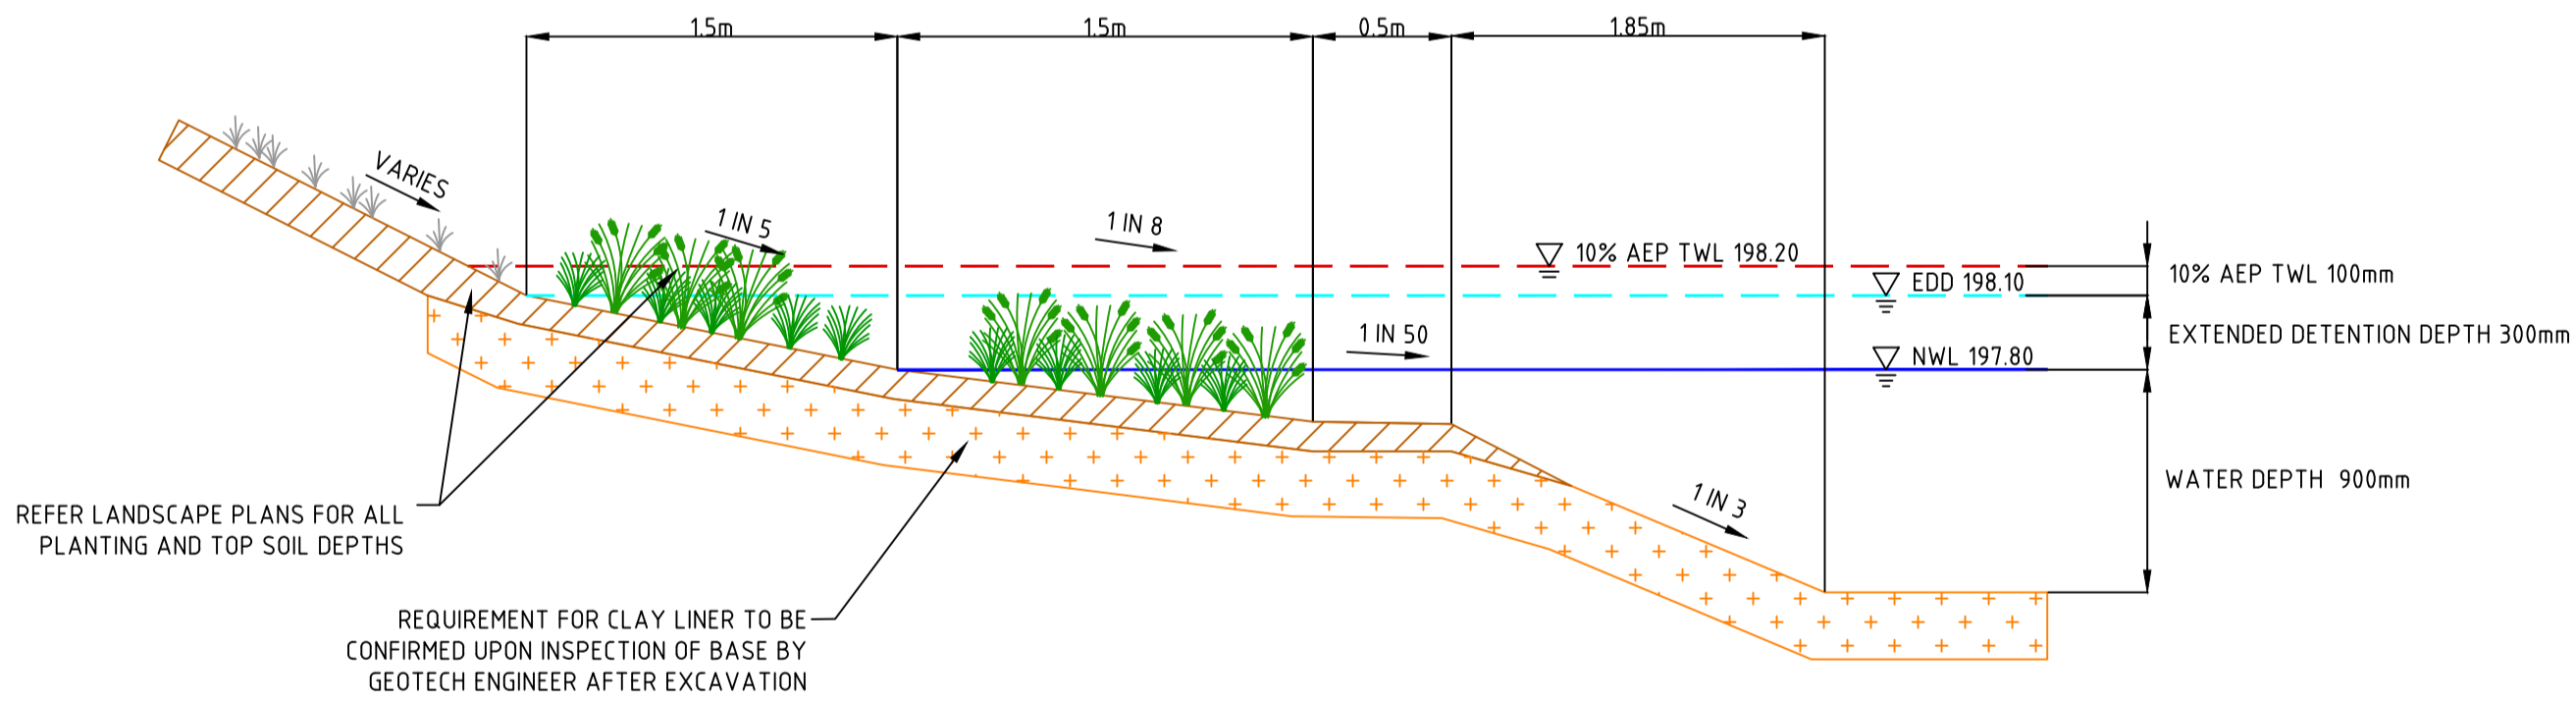 1.5m
1.5m
0.5m
1.85m
VARIES
1 IN 5
1 IN 8
10% AEP TWL 198.20
EDD 198.10
10% AEP TWL 100mm
1 IN 50
NWL 197.80
EXTENDED DETENTION DEPTH 300mm
WATER DEPTH 900mm
1 IN 3
REFER LANDSCAPE PLANS FOR ALL
PLANTING AND TOP SOIL DEPTHS
REQUIREMENT FOR CLAY LINER TO BE
CONFIRMED UPON INSPECTION OF BASE BY
GEOTECH ENGINEER AFTER EXCAVATION